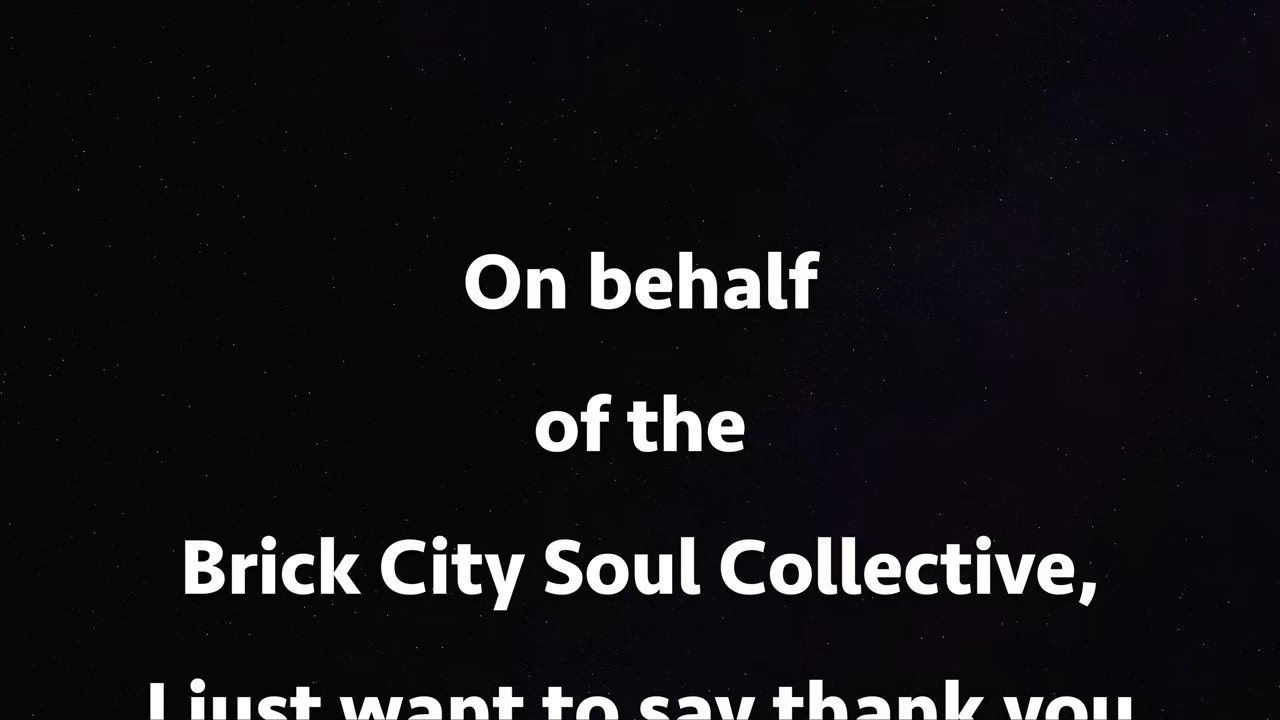 On behalf
of the
Brick City Soul Collective,
I just want to say thank you